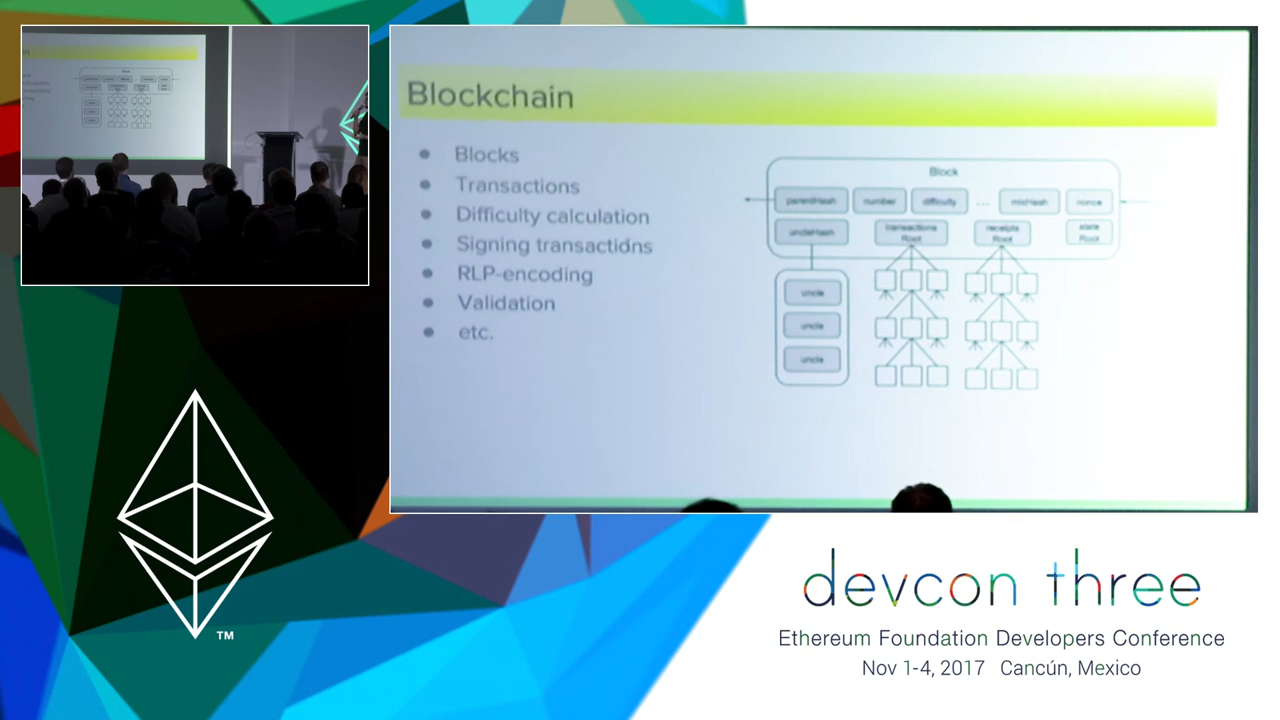 Blockchain
Blocks
Transactions
Difficulty calculation
Signing transactions
RLP-encoding
Validation
etc.
Block
parentHash number difficulty ... mixHash nonce
uncleHash transactions Root receipts Root state Root
uncle
uncle
uncle
TM
devcon three
Ethereum Foundation Developers Conference
Nov 1-4, 2017 Cancún, Mexico